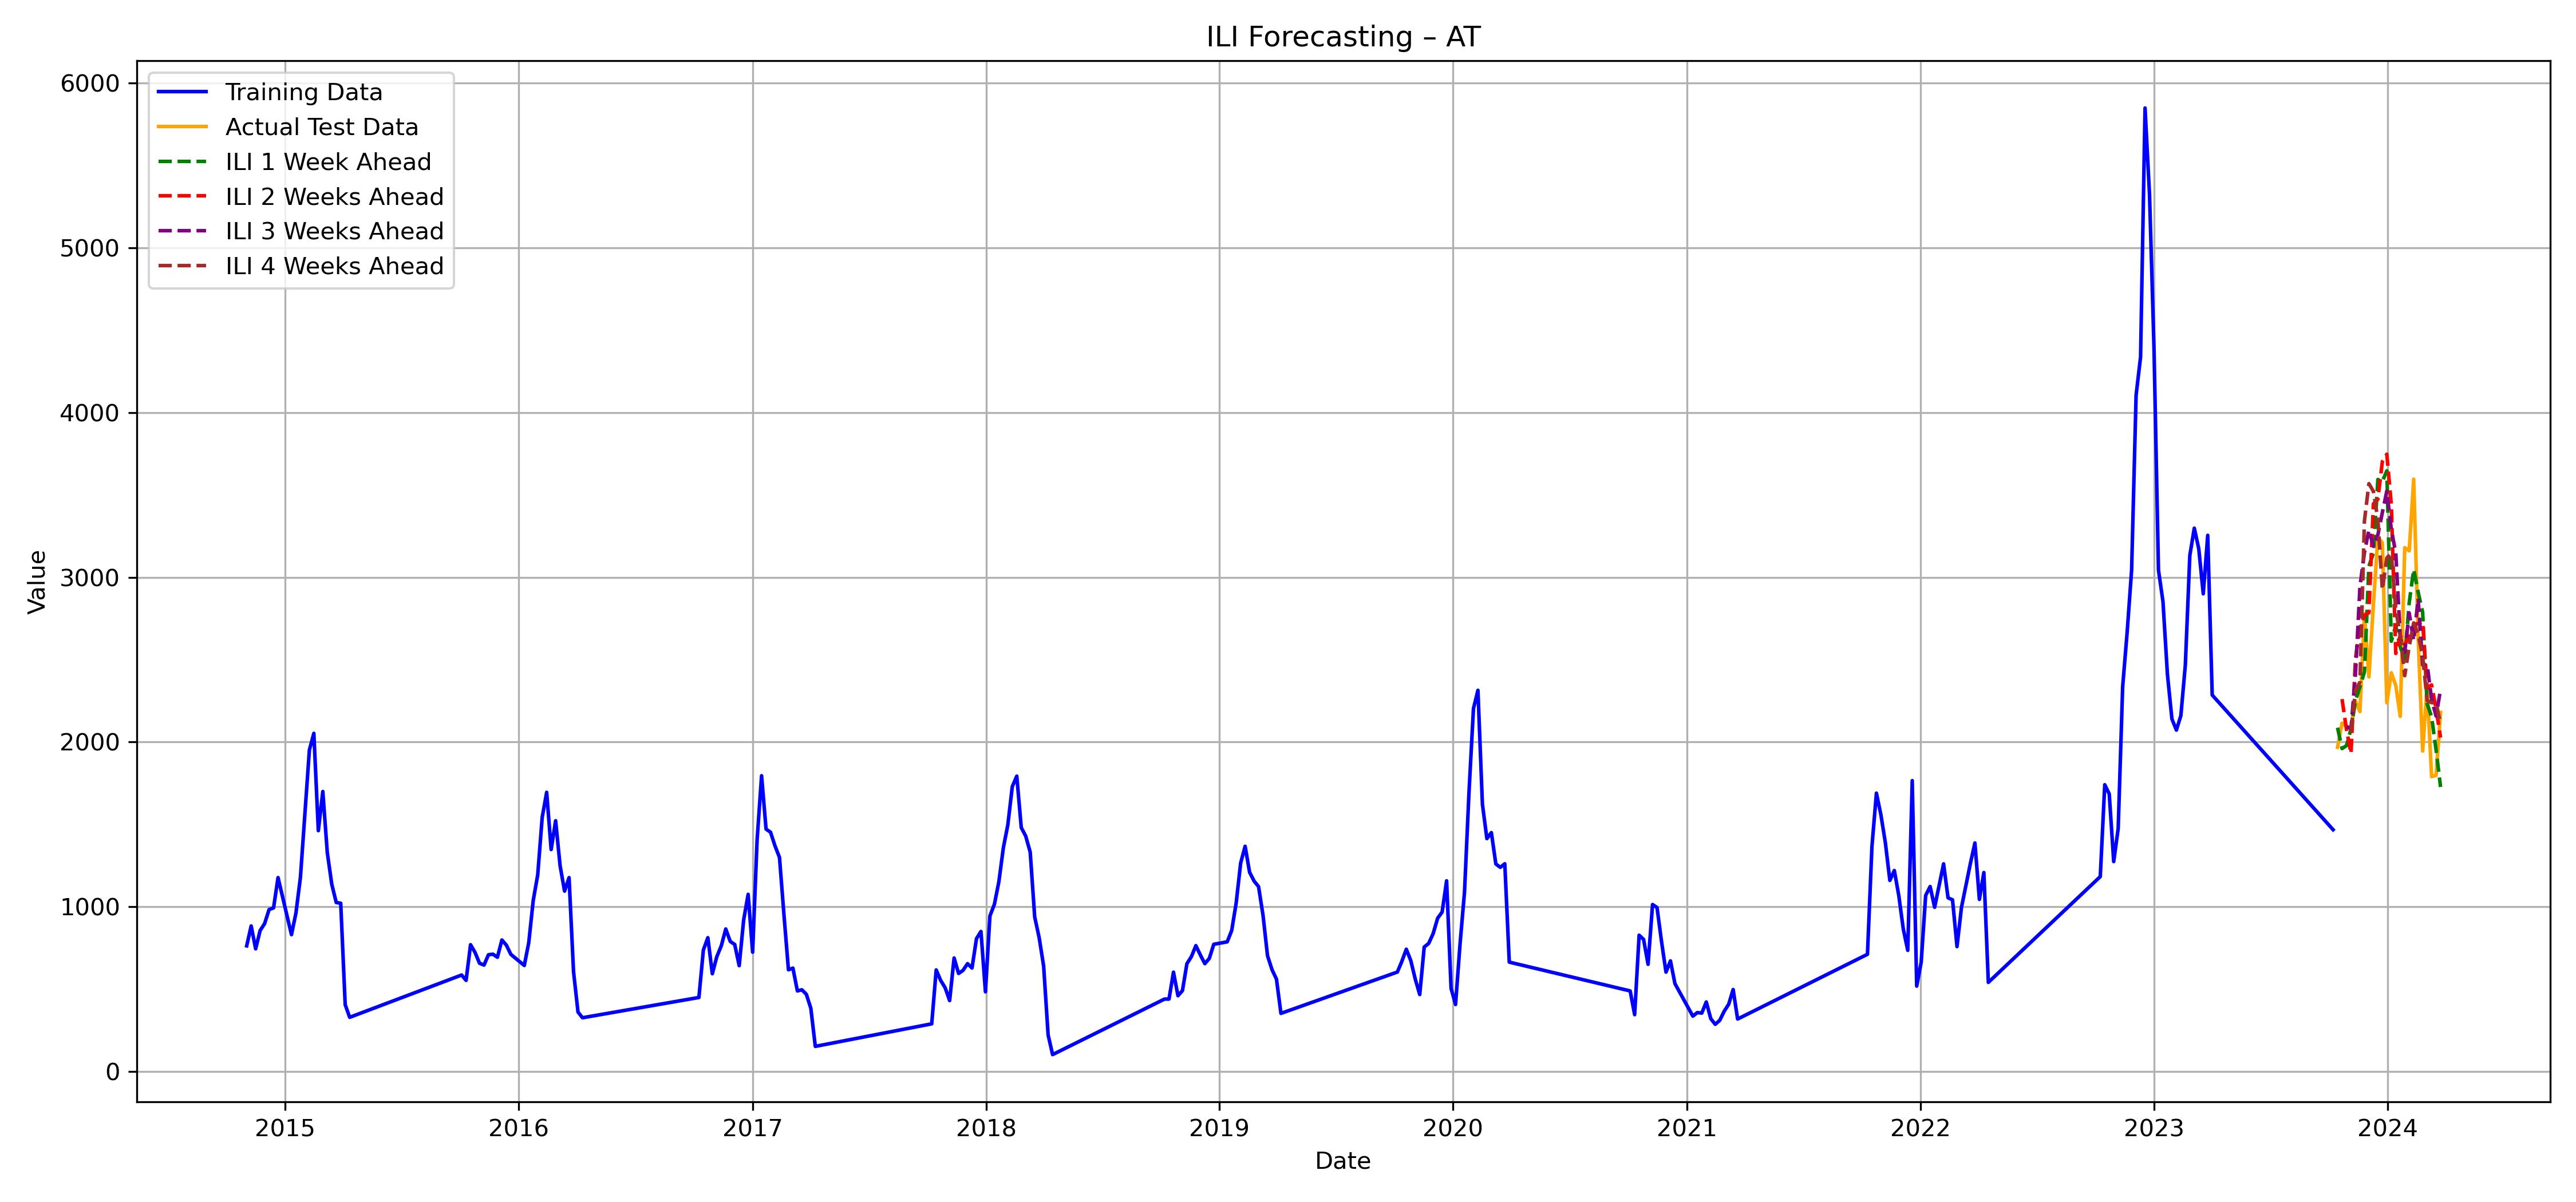 ILI Forecasting – AT
Training Data
Actual Test Data
ILI 1 Week Ahead
ILI 2 Weeks Ahead
ILI 3 Weeks Ahead
ILI 4 Weeks Ahead
6000
5000
4000
3000
2000
1000
0
Value
2015 2016 2017 2018 2019 2020 2021 2022 2023 2024
Date